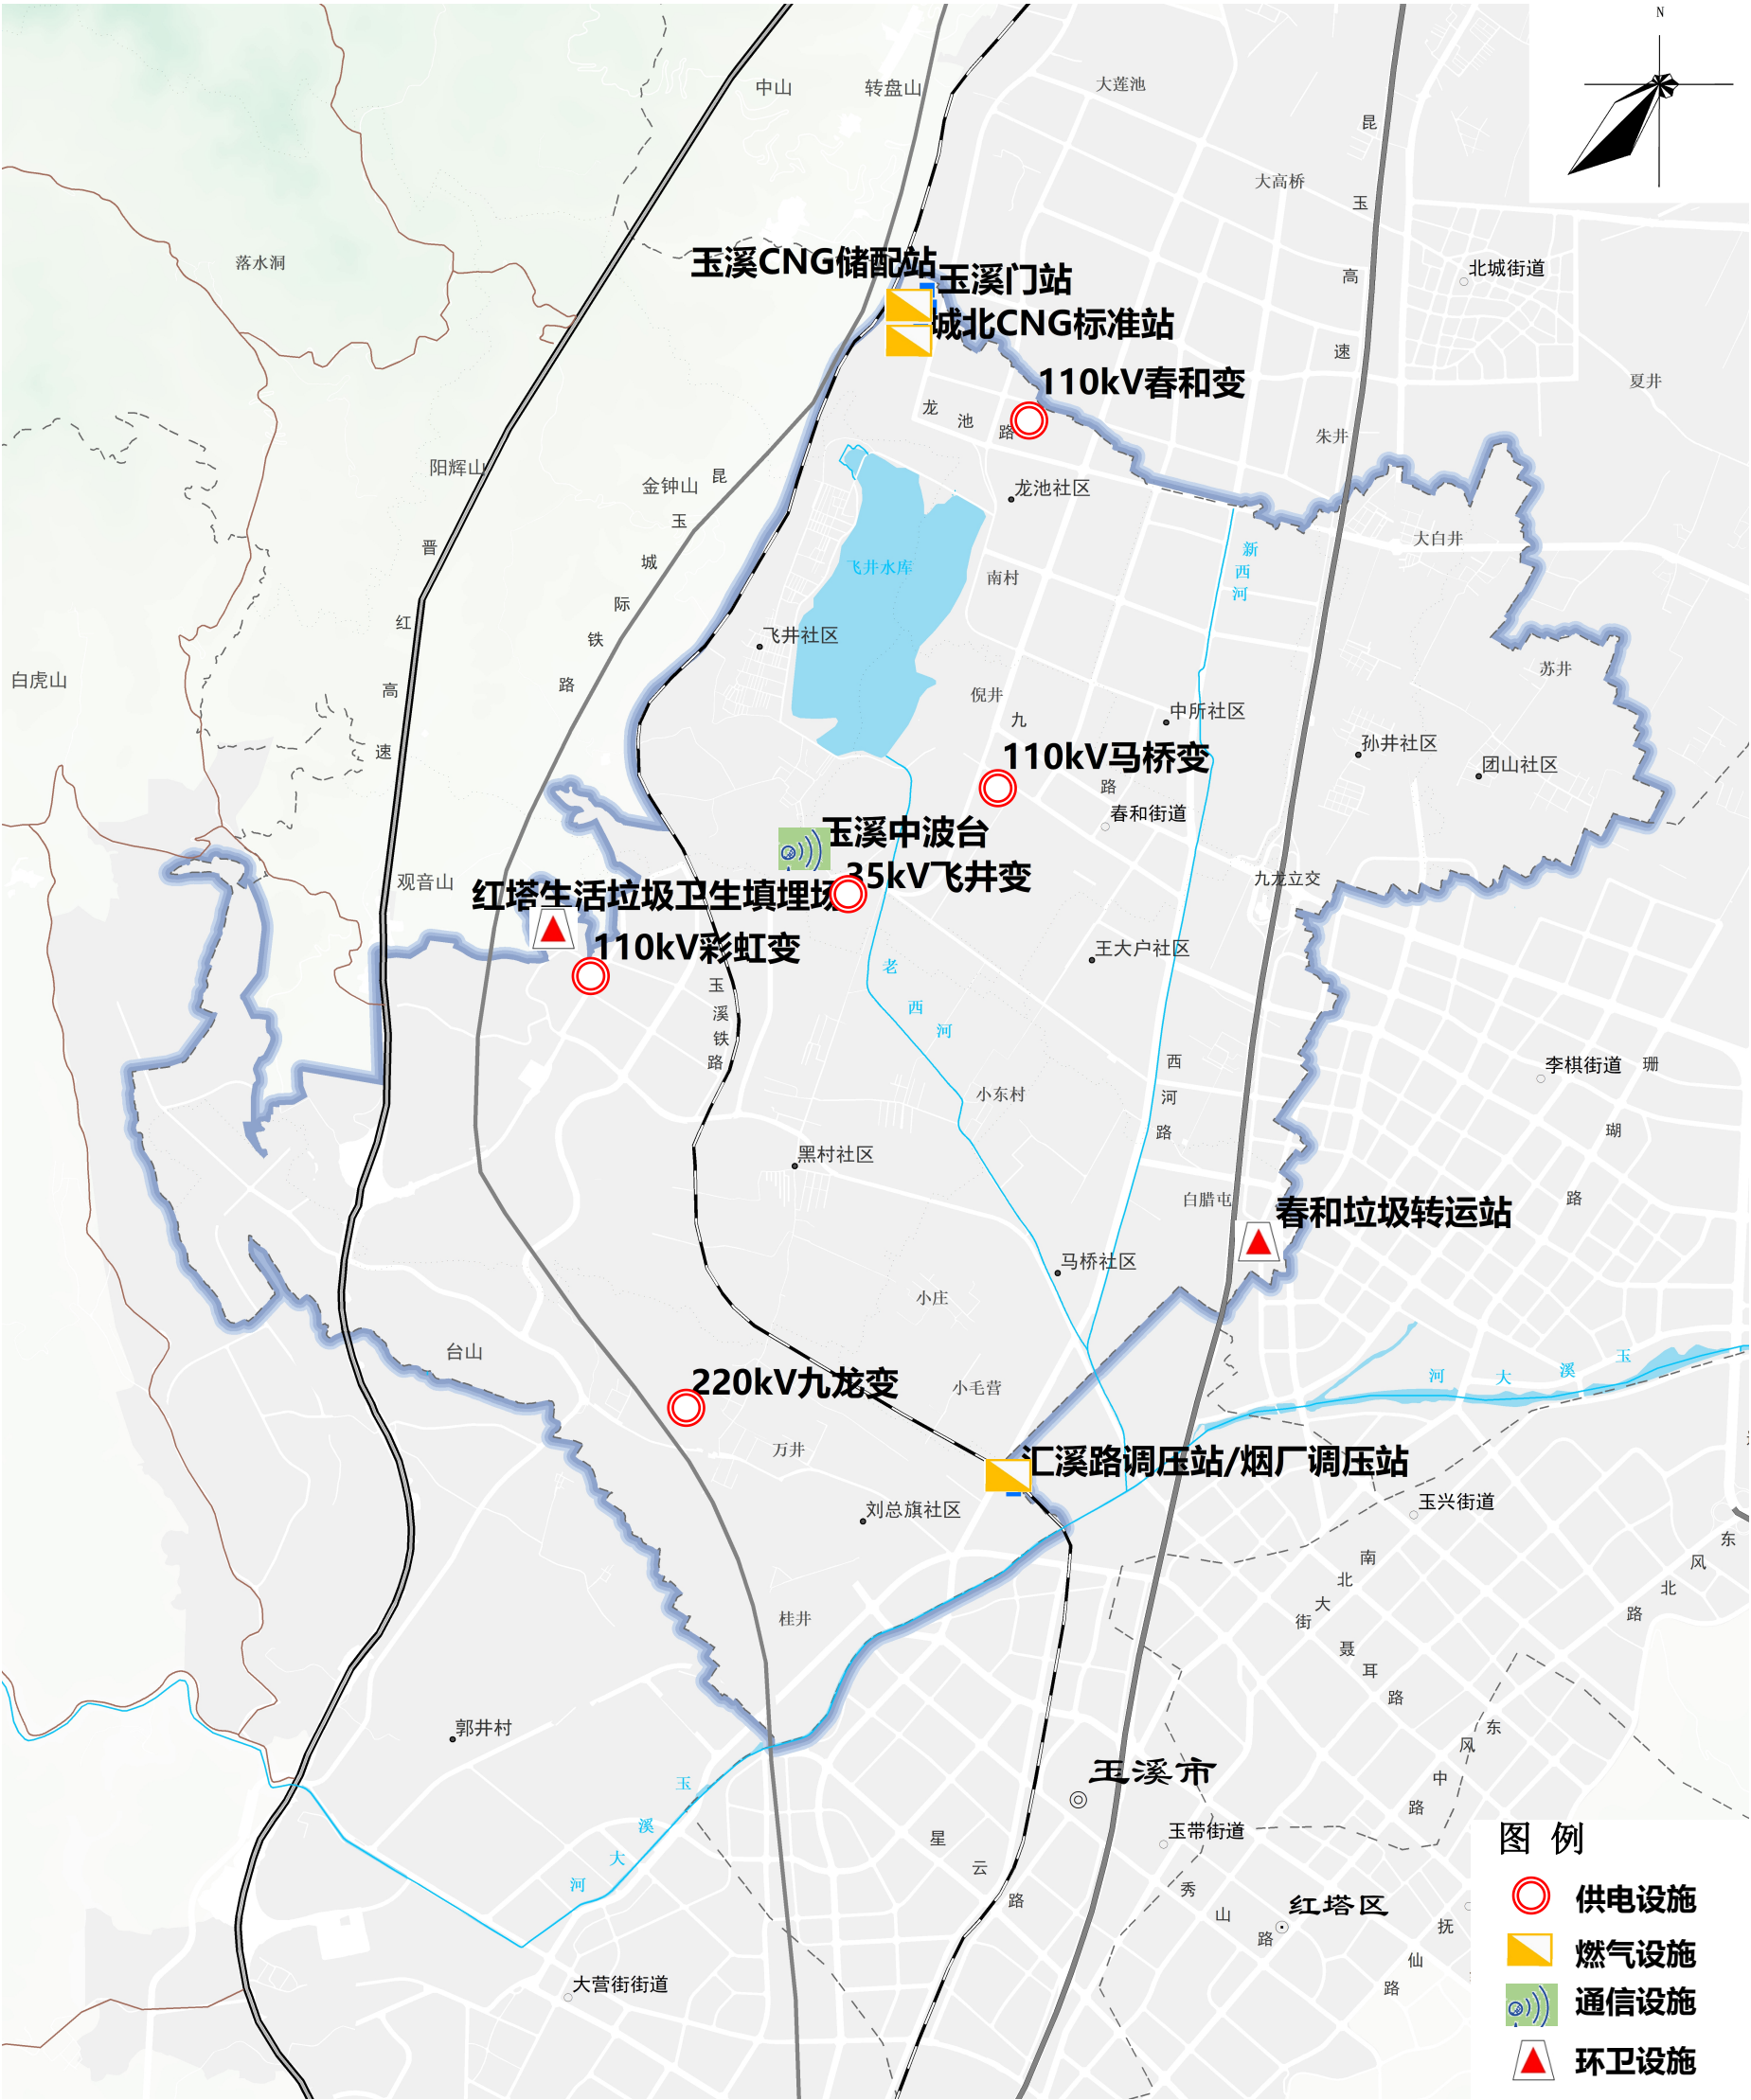 N
中山
转盘山
大莲池
昆
大高桥
玉
落水洞
玉溪CNG储配站
玉溪门站
北城街道
高
城北CNG标准站
速
110kV春和变
夏井
龙
池
路
朱井
阳辉山
金钟山
昆
龙池社区
玉
晋
大白井
新
西
河
城
飞井水库
南村
际
红
铁
飞井社区
路
苏井
白虎山
高
倪井
九
中所社区
速
孙井社区
110kV马桥变
团山社区
路
春和街道
玉溪中波台
35kV飞井变
九龙立交
观音山
红塔生活垃圾卫生填埋场
110kV彩虹变
王大户社区
老
西
河
玉
溪
铁
路
西
河
路
李棋街道
珊
瑚
路
小东村
黑村社区
白腊屯
春和垃圾转运站
马桥社区
小庄
台山
河
大
溪
玉
220kV九龙变
小毛营
万井
汇溪路调压站/烟厂调压站
玉兴街道
刘总旗社区
东
风
北
路
南
北
大
街
桂井
聂
耳
路
郭井村
东
风
中
路
玉溪市
玉
溪
大
河
玉带街道
星
云
路
秀
山
路
红塔区
抚
仙
路
大营街街道
图 例
供电设施
燃气设施
通信设施
环卫设施